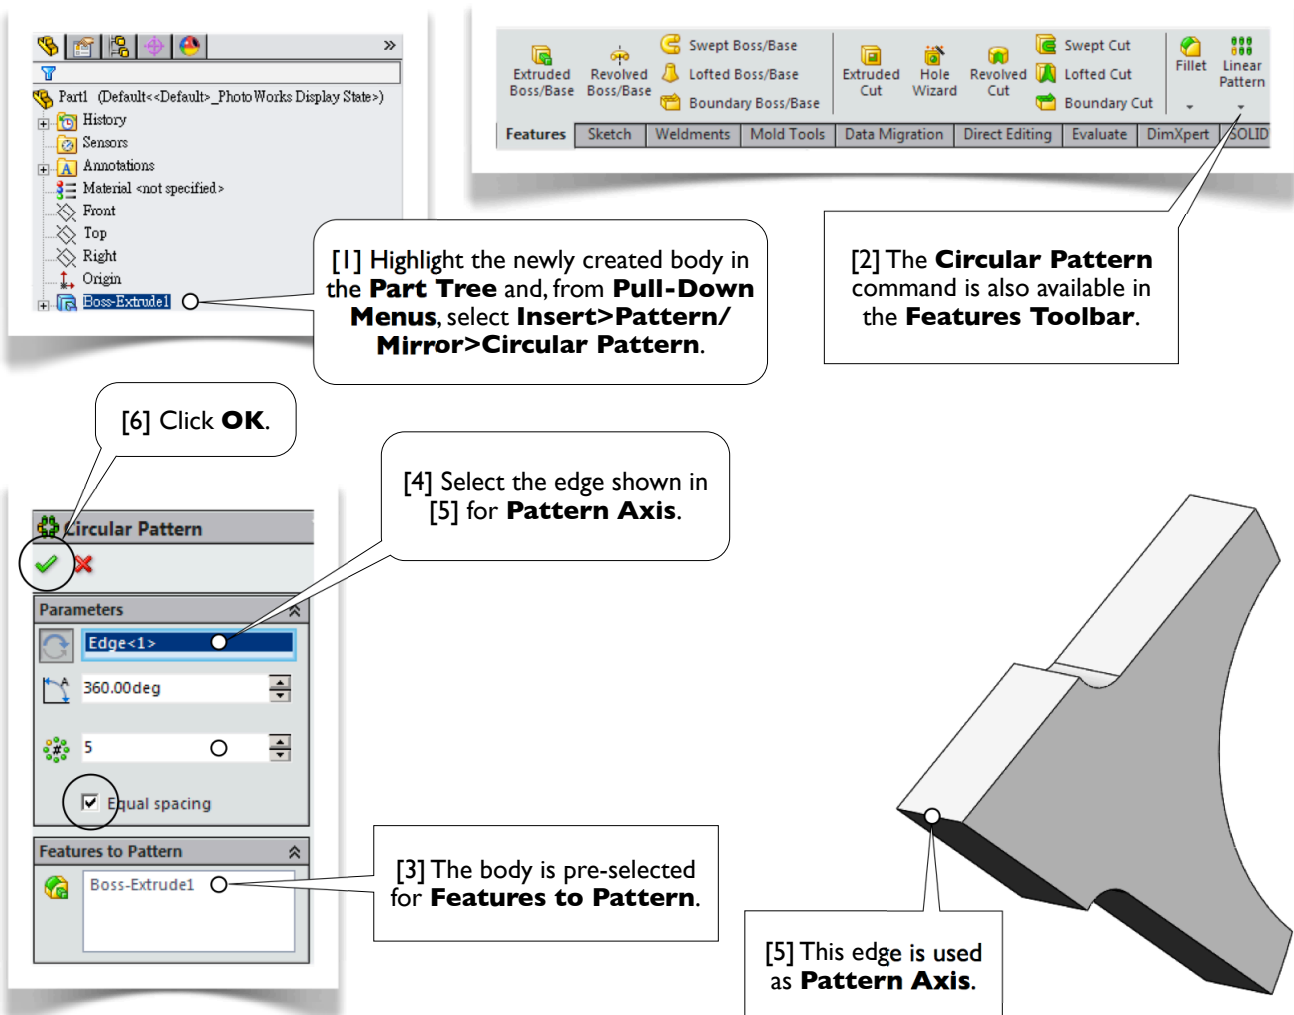 »
Part1 (Default<<Default>_PhotoWorks Display State>)
History
Sensors
A Annotations
Material <not specified>
Front
Top
Right
Origin
Boss-Extrude1
Extruded Boss/Base
Revolved Boss/Base
Swept Boss/Base
Lofted Boss/Base
Boundary Boss/Base
Extruded Cut
Hole Wizard
Revolved Cut
Swept Cut
Lofted Cut
Boundary Cut
Fillet
Linear Pattern
Features Sketch Weldments Mold Tools Data Migration Direct Editing Evaluate DimXpert SOLID
[1] Highlight the newly created body in
the Part Tree and, from Pull-Down
Menus, select Insert>Pattern/
Mirror>Circular Pattern.
[2] The Circular Pattern
command is also available in
the Features Toolbar.
[6] Click OK.
[4] Select the edge shown in
[5] for Pattern Axis.
Circular Pattern
Parameters
Edge<1>
A 360.00deg
# 5
Equal spacing
Features to Pattern
Boss-Extrude1
[3] The body is pre-selected
for Features to Pattern.
[5] This edge is used
as Pattern Axis.